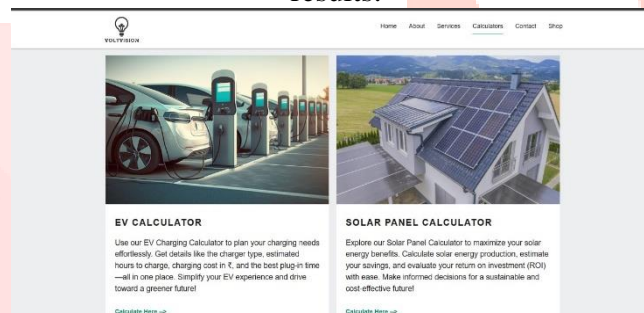 results.
VOLTVISION
Home About Services Calculators Contact Shop
EV CALCULATOR
Use our EV Charging Calculator to plan your charging needs
effortlessly. Get details like the charger type, estimated
hours to charge, charging cost in ₹, and the best plug-in time
—all in one place. Simplify your EV experience and drive
toward a greener future!
Calculate Here -->
SOLAR PANEL CALCULATOR
Explore our Solar Panel Calculator to maximize your solar
energy benefits. Calculate solar energy production, estimate
your savings, and evaluate your return on investment (ROI)
with ease. Make informed decisions for a sustainable and
cost-effective future!
Calculate Here -->